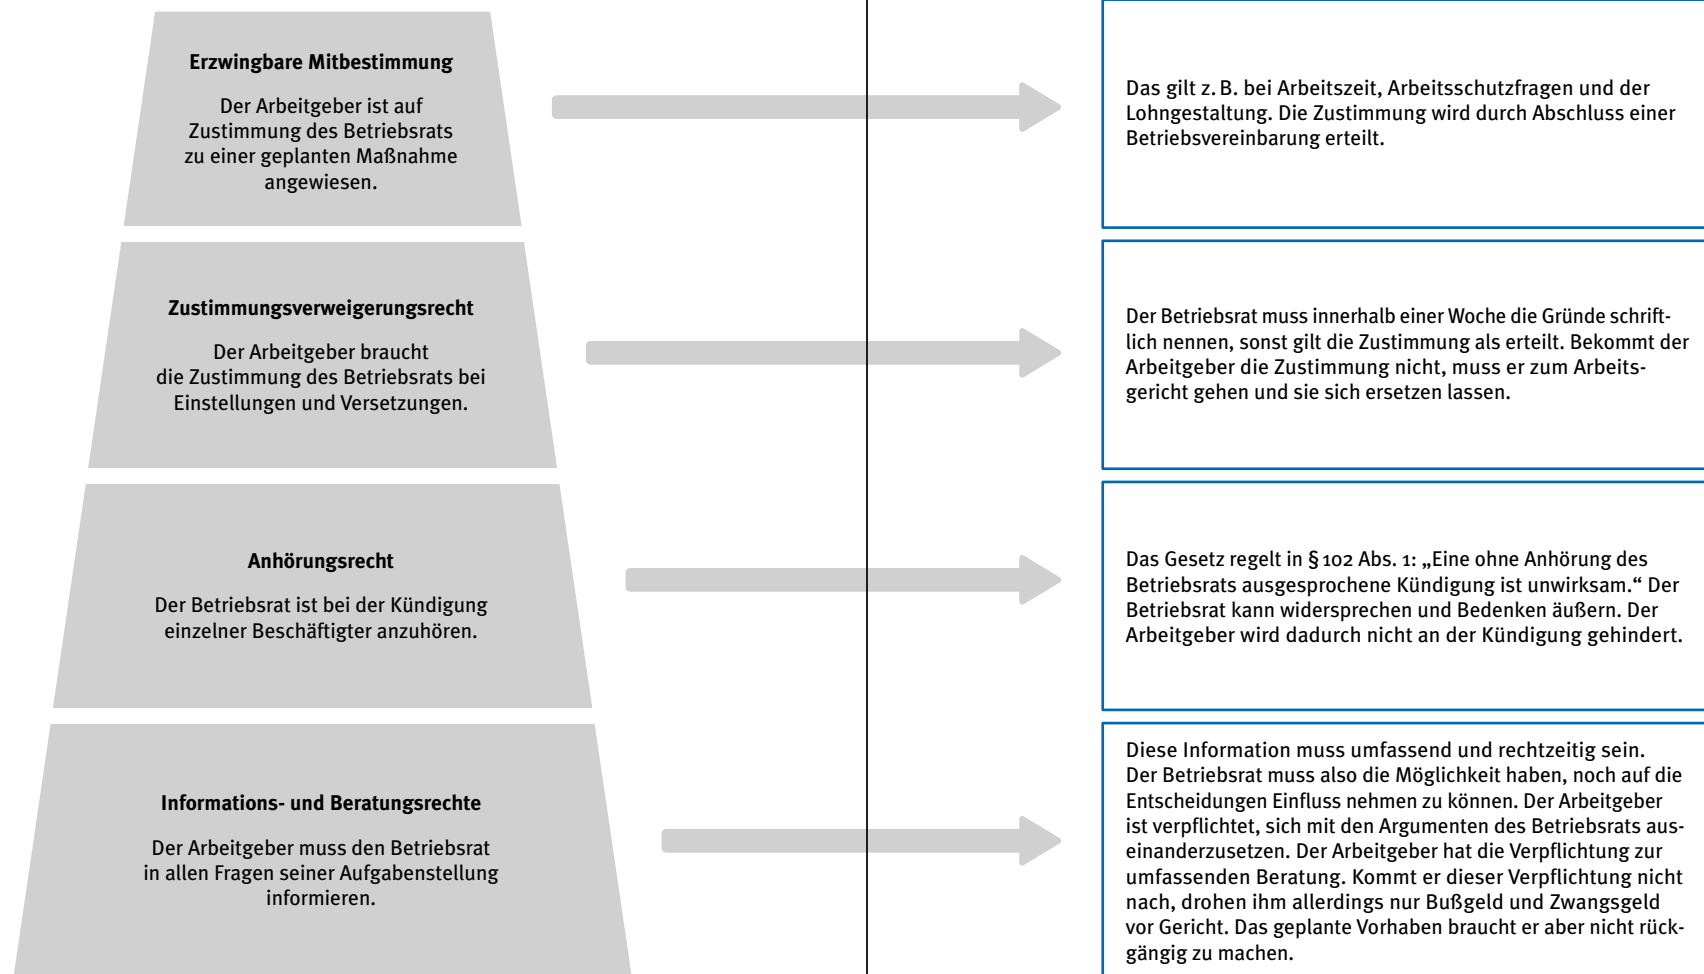 Erzwingbare Mitbestimmung
Der Arbeitgeber ist auf
Zustimmung des Betriebsrats
zu einer geplanten Maßnahme
angewiesen.
Das gilt z. B. bei Arbeitszeit, Arbeitsschutzfragen und der
Lohngestaltung. Die Zustimmung wird durch Abschluss einer
Betriebsvereinbarung erteilt.
Zustimmungsverweigerungsrecht
Der Arbeitgeber braucht
die Zustimmung des Betriebsrats bei
Einstellungen und Versetzungen.
Der Betriebsrat muss innerhalb einer Woche die Gründe schrift-
lich nennen, sonst gilt die Zustimmung als erteilt. Bekommt der
Arbeitgeber die Zustimmung nicht, muss er zum Arbeits-
gericht gehen und sie sich ersetzen lassen.
Anhörungsrecht
Der Betriebsrat ist bei der Kündigung
einzelner Beschäftigter anzuhören.
Das Gesetz regelt in § 102 Abs. 1: „Eine ohne Anhörung des
Betriebsrats ausgesprochene Kündigung ist unwirksam.“ Der
Betriebsrat kann widersprechen und Bedenken äußern. Der
Arbeitgeber wird dadurch nicht an der Kündigung gehindert.
Informations- und Beratungsrechte
Der Arbeitgeber muss den Betriebsrat
in allen Fragen seiner Aufgabenstellung
informieren.
Diese Information muss umfassend und rechtzeitig sein.
Der Betriebsrat muss also die Möglichkeit haben, noch auf die
Entscheidungen Einfluss nehmen zu können. Der Arbeitgeber
ist verpflichtet, sich mit den Argumenten des Betriebsrats aus-
einanderzusetzen. Der Arbeitgeber hat die Verpflichtung zur
umfassenden Beratung. Kommt er dieser Verpflichtung nicht
nach, drohen ihm allerdings nur Bußgeld und Zwangsgeld
vor Gericht. Das geplante Vorhaben braucht er aber nicht rück-
gängig zu machen.